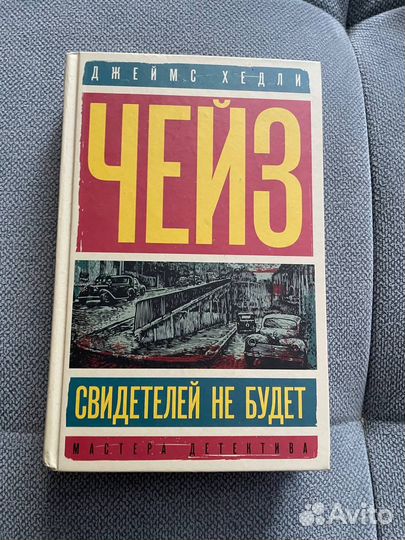 ДЖЕЙМС ХЕДЛИ
ЧЕЙЗ
СВИДЕТЕЛЕЙ НЕ БУДЕТ
МАСТЕРА ДЕТЕКТИВА
Avito